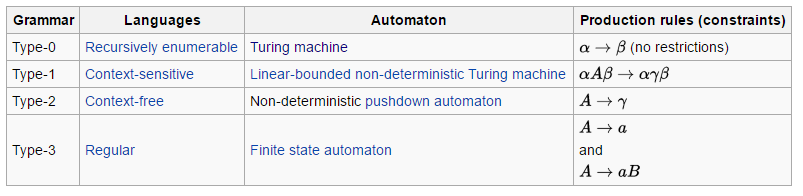 Grammar Languages Automaton Production rules (constraints)
Type-0 Recursively enumerable Turing machine α → β (no restrictions)
Type-1 Context-sensitive Linear-bounded non-deterministic Turing machine αAβ → αγβ
Type-2 Context-free Non-deterministic pushdown automaton A → γ
Type-3 Regular Finite state automaton A → a
and
A → aB